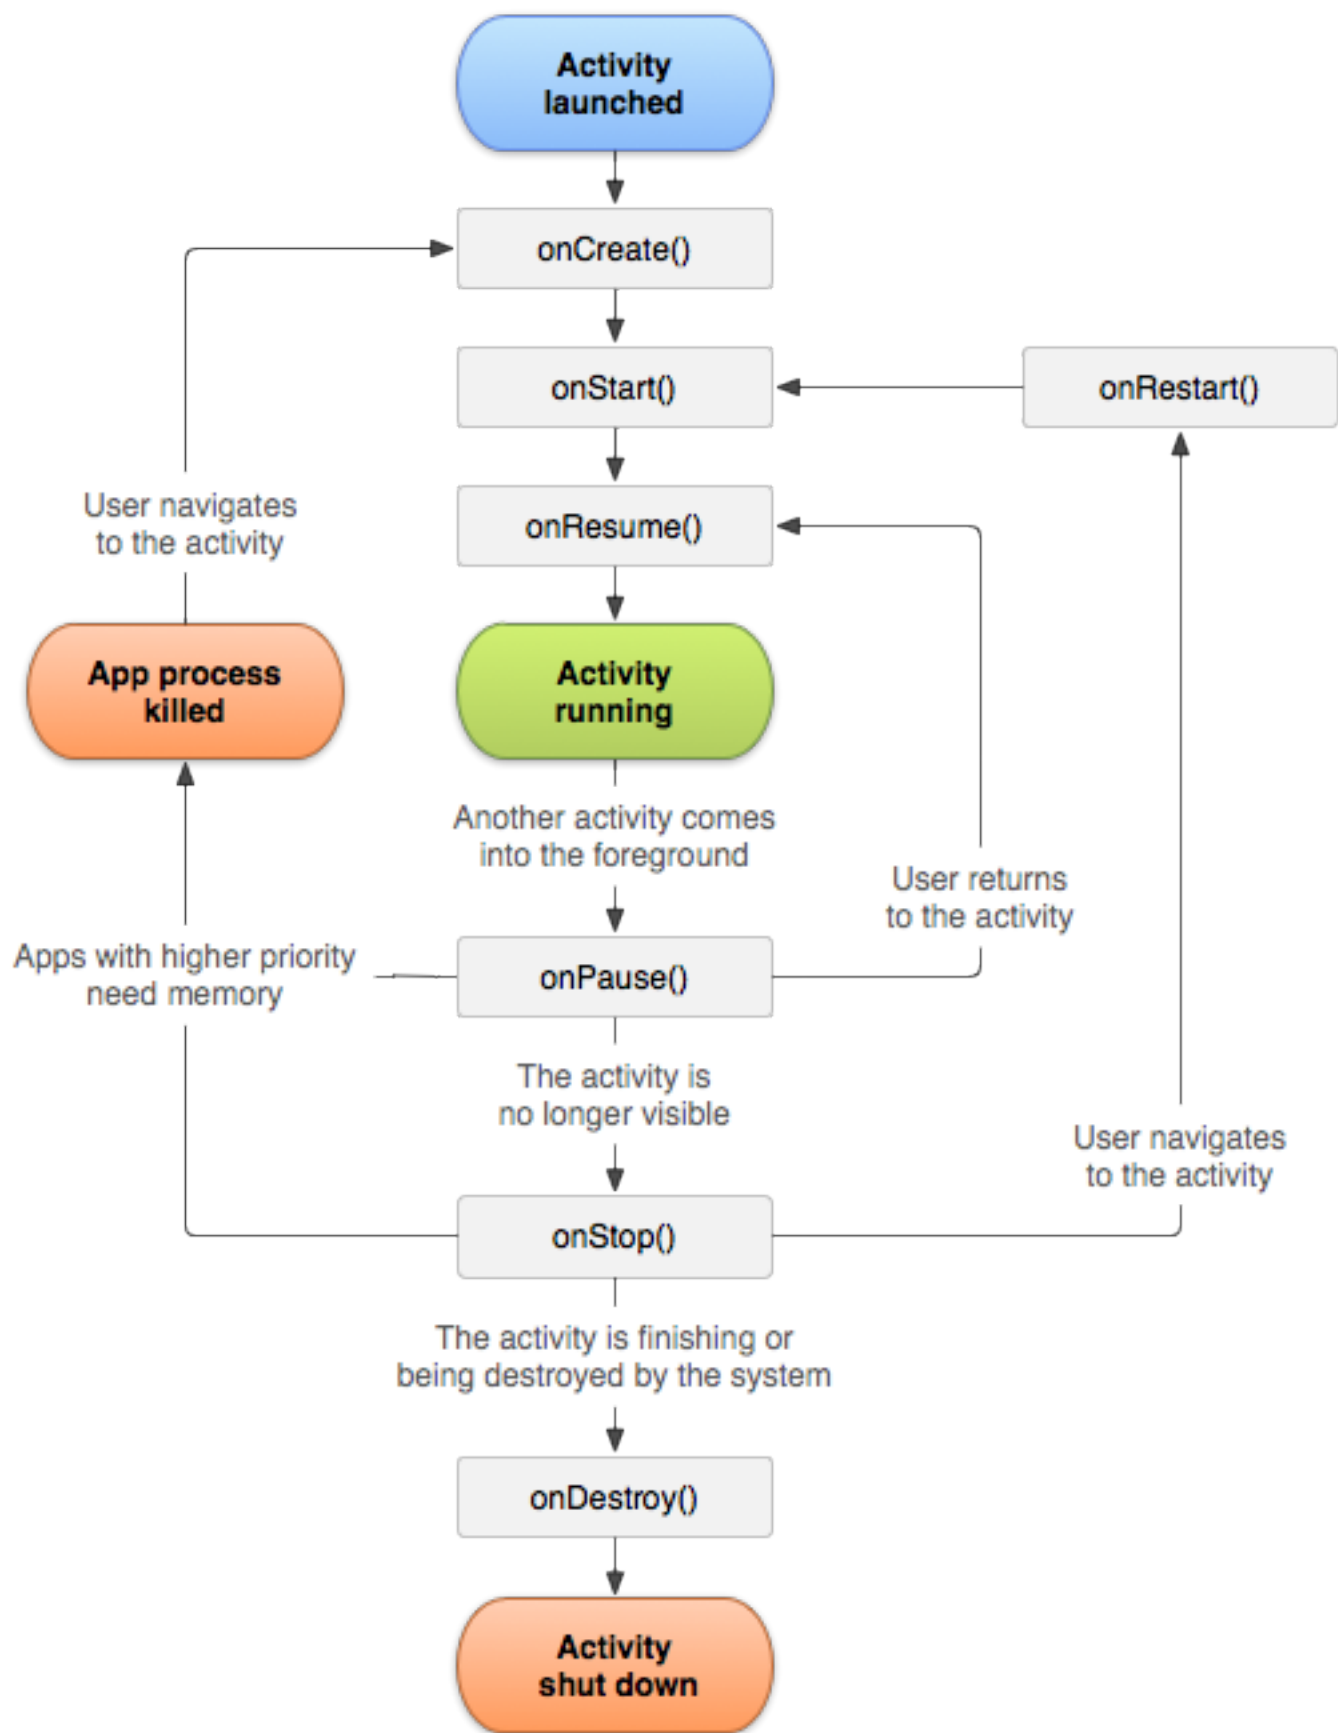 Activity
launched
onCreate()
onStart()
onRestart()
onResume()
User navigates
to the activity
App process
killed
Activity
running
Another activity comes
into the foreground
User returns
to the activity
Apps with higher priority
need memory
onPause()
The activity is
no longer visible
User navigates
to the activity
onStop()
The activity is finishing or
being destroyed by the system
onDestroy()
Activity
shut down